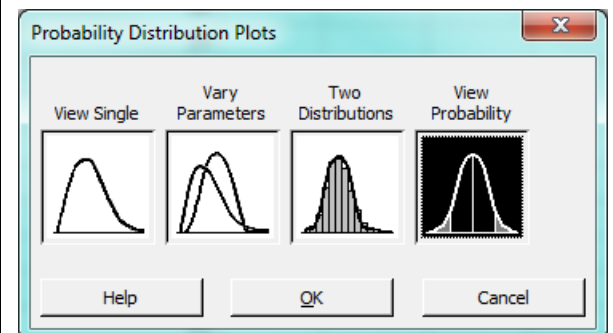 Probability Distribution Plots
View Single
Vary
Parameters
Two
Distributions
View
Probability
Help
OK
Cancel